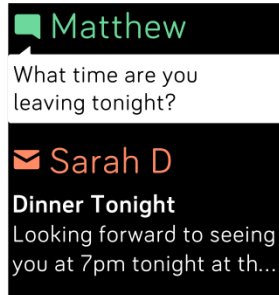 Matthew
What time are you
leaving tonight?
Sarah D
Dinner Tonight
Looking forward to seeing
you at 7pm tonight at th...